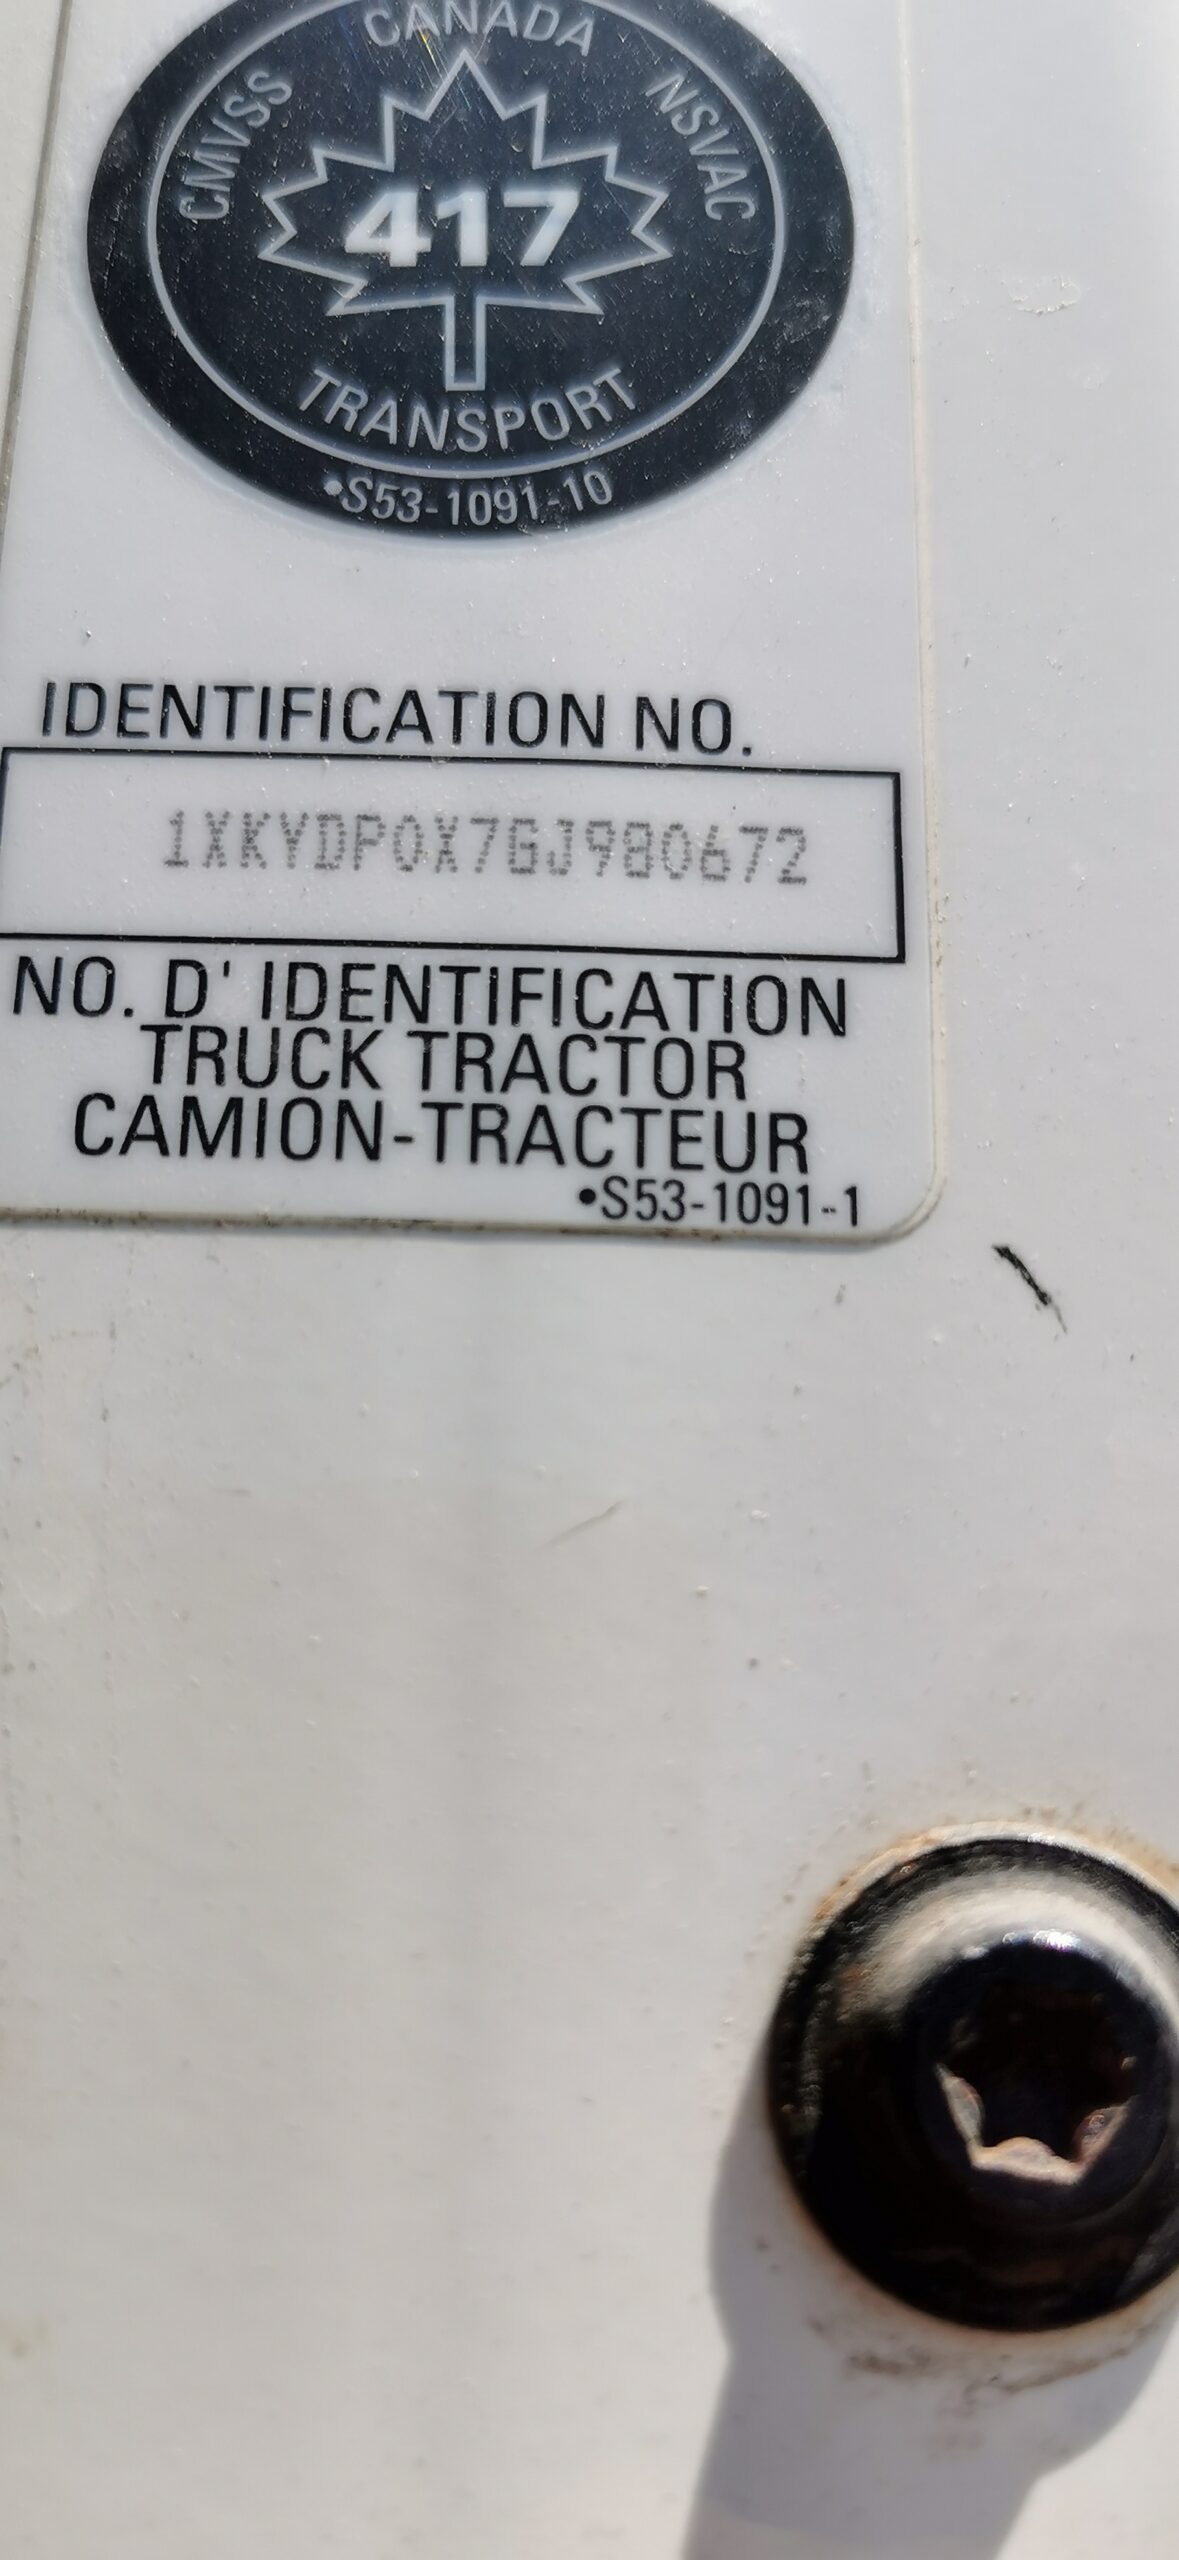 CANADA
CMVSS NSVAC
417
TRANSPORT
•S53-1091-10
IDENTIFICATION NO.
1XKYDP0X7GJ980672
NO. D' IDENTIFICATION
TRUCK TRACTOR
CAMION-TRACTEUR
•S53-1091-1